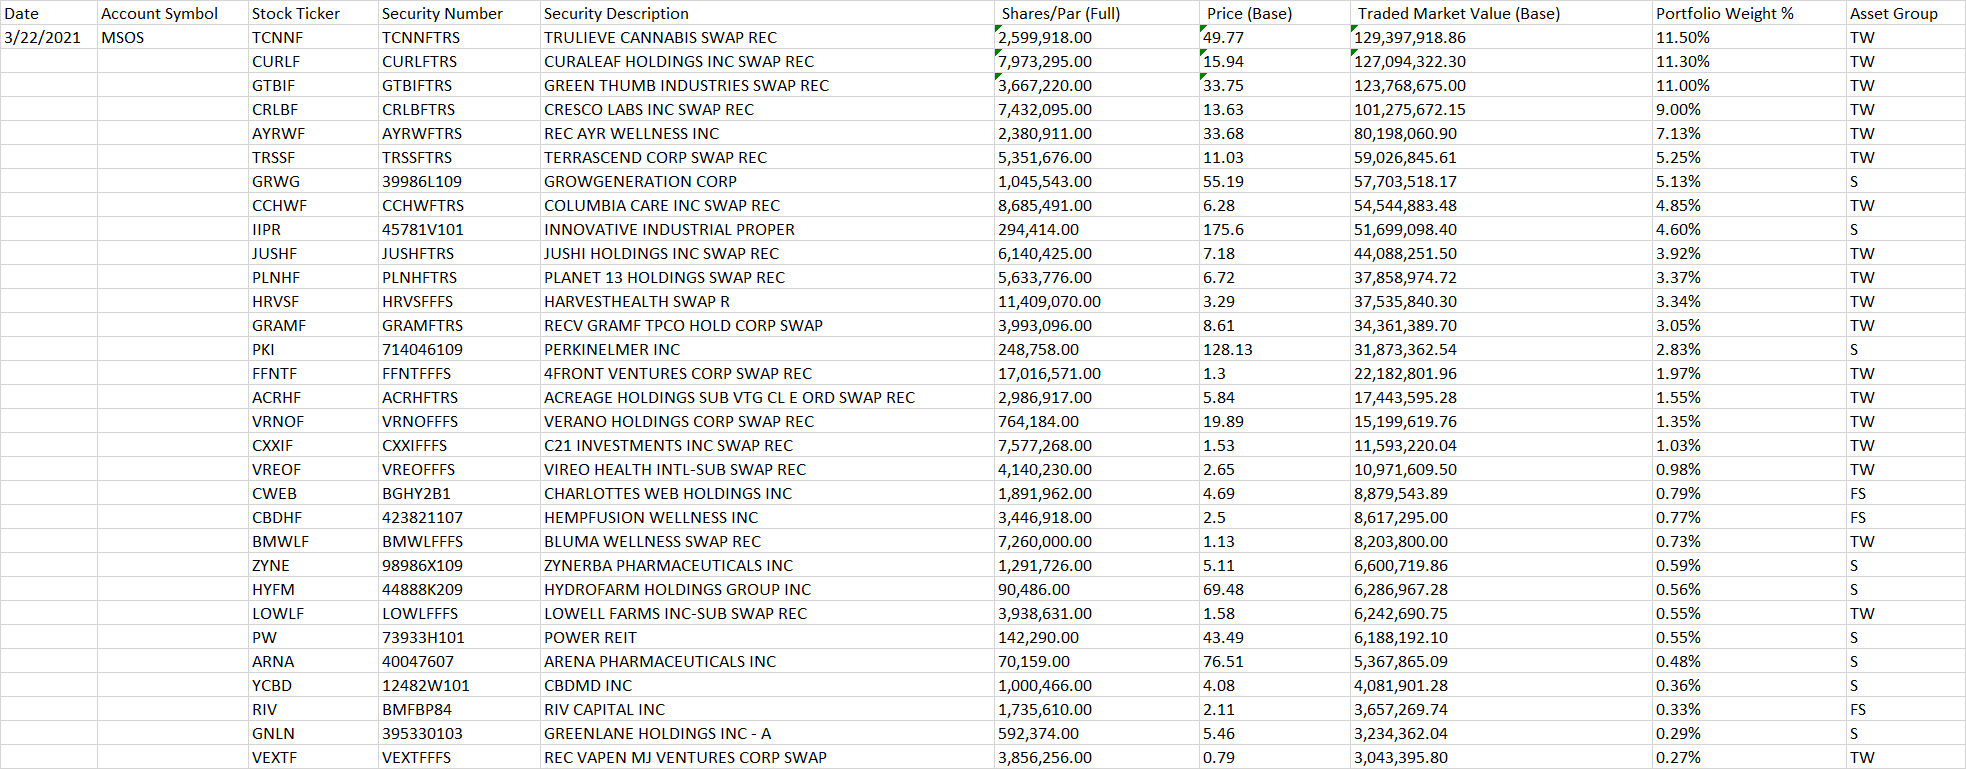 Date Account Symbol Stock Ticker Security Number Security Description Shares/Par (Full) Price (Base) Traded Market Value (Base) Portfolio Weight % Asset Group
3/22/2021 MSOS TCNNF TCNNFTRS TRULIEVE CANNABIS SWAP REC 2,599,918.00 49.77 129,397,918.86 11.50% TW
CURLF CURLFTRS CURALEAF HOLDINGS INC SWAP REC 7,973,295.00 15.94 127,094,322.30 11.30% TW
GTBIF GTBIFTRS GREEN THUMB INDUSTRIES SWAP REC 3,667,220.00 33.75 123,768,675.00 11.00% TW
CRLBF CRLBFTRS CRESCO LABS INC SWAP REC 7,432,095.00 13.63 101,275,672.15 9.00% TW
AYRWF AYRWFTRS REC AYR WELLNESS INC 2,380,911.00 33.68 80,198,060.90 7.13% TW
TRSSF TRSSFTRS TERRASCEND CORP SWAP REC 5,351,676.00 11.03 59,026,845.61 5.25% TW
GRWG 39986L109 GROWGENERATION CORP 1,045,543.00 55.19 57,703,518.17 5.13% S
CCHWF CCHWFTRS COLUMBIA CARE INC SWAP REC 8,685,491.00 6.28 54,544,883.48 4.85% TW
IIPR 45781V101 INNOVATIVE INDUSTRIAL PROPER 294,414.00 175.6 51,699,098.40 4.60% S
JUSHF JUSHFTRS JUSHI HOLDINGS INC SWAP REC 6,140,425.00 7.18 44,088,251.50 3.92% TW
PLNHF PLNHFTRS PLANET 13 HOLDINGS SWAP REC 5,633,776.00 6.72 37,858,974.72 3.37% TW
HRVSF HRVSFFFS HARVESTHEALTH SWAP R 11,409,070.00 3.29 37,535,840.30 3.34% TW
GRAMF GRAMFTRS RECV GRAMF TPCO HOLD CORP SWAP 3,993,096.00 8.61 34,361,389.70 3.05% TW
PKI 714046109 PERKINELMER INC 248,758.00 128.13 31,873,362.54 2.83% S
FFNTF FFNTFFFS 4FRONT VENTURES CORP SWAP REC 17,016,571.00 1.3 22,182,801.96 1.97% TW
ACRHF ACRHFTRS ACREAGE HOLDINGS SUB VTG CL E ORD SWAP REC 2,986,917.00 5.84 17,443,595.28 1.55% TW
VRNOF VRNOFFFS VERANO HOLDINGS CORP SWAP REC 764,184.00 19.89 15,199,619.76 1.35% TW
CXXIF CXXIFFFS C21 INVESTMENTS INC SWAP REC 7,577,268.00 1.53 11,593,220.04 1.03% TW
VREOF VREOFFFS VIREO HEALTH INTL-SUB SWAP REC 4,140,230.00 2.65 10,971,609.50 0.98% TW
CWEB BGHY2B1 CHARLOTTES WEB HOLDINGS INC 1,891,962.00 4.69 8,879,543.89 0.79% FS
CBDHF 423821107 HEMPFUSION WELLNESS INC 3,446,918.00 2.5 8,617,295.00 0.77% FS
BMWLF BMWLFFFS BLUMA WELLNESS SWAP REC 7,260,000.00 1.13 8,203,800.00 0.73% TW
ZYNE 98986X109 ZYNERBA PHARMACEUTICALS INC 1,291,726.00 5.11 6,600,719.86 0.59% S
HYFM 44888K209 HYDROFARM HOLDINGS GROUP INC 90,486.00 69.48 6,286,967.28 0.56% S
LOWLF LOWLFFFS LOWELL FARMS INC-SUB SWAP REC 3,938,631.00 1.58 6,242,690.75 0.55% TW
PW 73933H101 POWER REIT 142,290.00 43.49 6,188,192.10 0.55% S
ARNA 40047607 ARENA PHARMACEUTICALS INC 70,159.00 76.51 5,367,865.09 0.48% S
YCBD 12482W101 CBDMD INC 1,000,466.00 4.08 4,081,901.28 0.36% S
RIV BMFBP84 RIV CAPITAL INC 1,735,610.00 2.11 3,657,269.74 0.33% FS
GNLN 395330103 GREENLANE HOLDINGS INC - A 592,374.00 5.46 3,234,362.04 0.29% S
VEXTF VEXTFFFS REC VAPEN MJ VENTURES CORP SWAP 3,856,256.00 0.79 3,043,395.80 0.27% TW